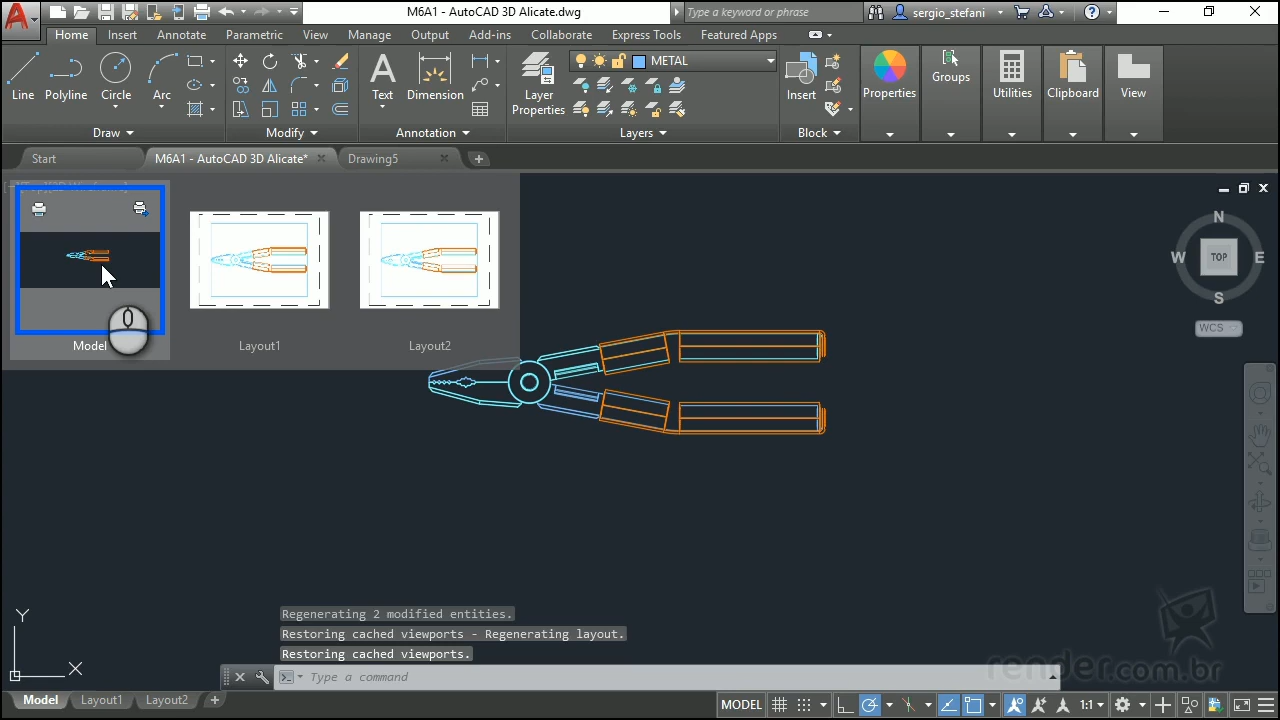 M6A1 - AutoCAD 3D Alicate.dwg
Type a keyword or phrase
sergio_stefani
Home Insert Annotate Parametric View Manage Output Add-ins Collaborate Express Tools Featured Apps
METAL
Line Polyline Circle Arc Text Dimension Layer Properties Insert Properties Groups Utilities Clipboard View
Draw Modify Annotation Layers Block
Start M6A1 - AutoCAD 3D Alicate* Drawing5
Model Layout1 Layout2
N
W TOP E
S
WCS
Y
X
Regenerating 2 modified entities.
Restoring cached viewports - Regenerating layout.
Restoring cached viewports.
Type a command
render.com.br
Model Layout1 Layout2 +
MODEL 1:1